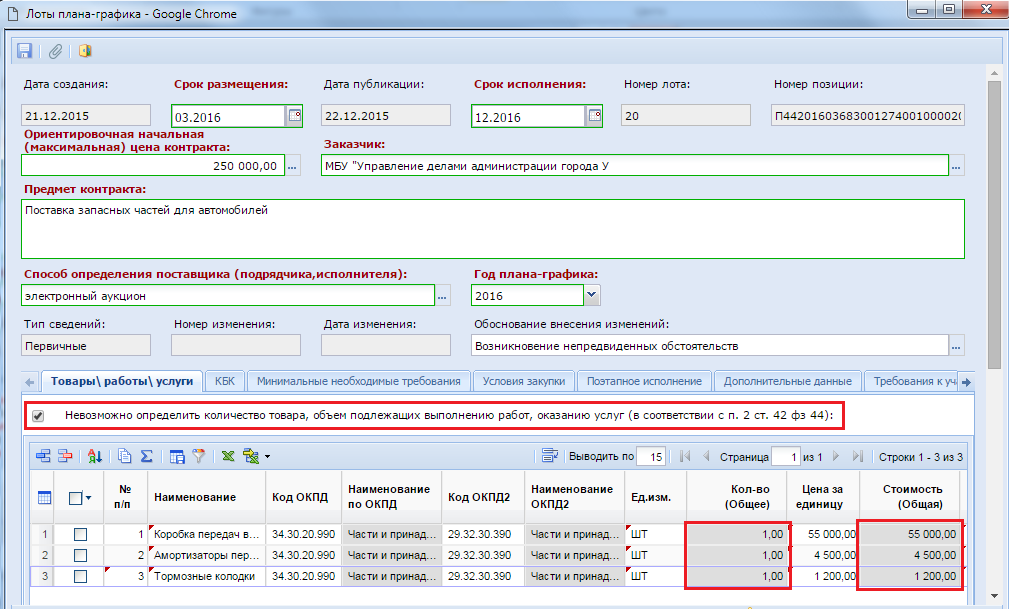 Лоты плана-графика - Google Chrome
Дата создания: Срок размещения: Дата публикации: Срок исполнения: Номер лота: Номер позиции:
21.12.2015 03.2016 22.12.2015 12.2016 20 П44201603683001274001000020
Ориентировочная начальная
(максимальная) цена контракта: Заказчик:
250 000,00 ... МБУ "Управление делами администрации города У ...
Предмет контракта:
Поставка запасных частей для автомобилей
Способ определения поставщика (подрядчика,исполнителя): Год плана-графика:
электронный аукцион ... 2016
Тип сведений: Номер изменения: Дата изменения: Обоснование внесения изменений:
Первичные Возникновение непредвиденных обстоятельств ...
Товары\ работы\ услуги КБК Минимальные необходимые требования Условия закупки Поэтапное исполнение Дополнительные данные Требования к уча
Невозможно определить количество товара, объем подлежащих выполнению работ, оказанию услуг (в соответствии с п. 2 ст. 42 фз 44):
Выводить по 15 Страница 1 из 1 Строки 1 - 3 из 3
№ п/п Наименование Код ОКПД Наименование по ОКПД Код ОКПД2 Наименование ОКПД2 Ед.изм. Кол-во (Общее) Цена за единицу Стоимость (Общая)
1 1 Коробка передач в... 34.30.20.990 Части и принад... 29.32.30.390 Части и принад... ШТ 1,00 55 000,00 55 000,00
2 2 Амортизаторы пер... 34.30.20.990 Части и принад... 29.32.30.390 Части и принад... ШТ 1,00 4 500,00 4 500,00
3 3 Тормозные колодки 34.30.20.990 Части и принад... 29.32.30.390 Части и принад... ШТ 1,00 1 200,00 1 200,00